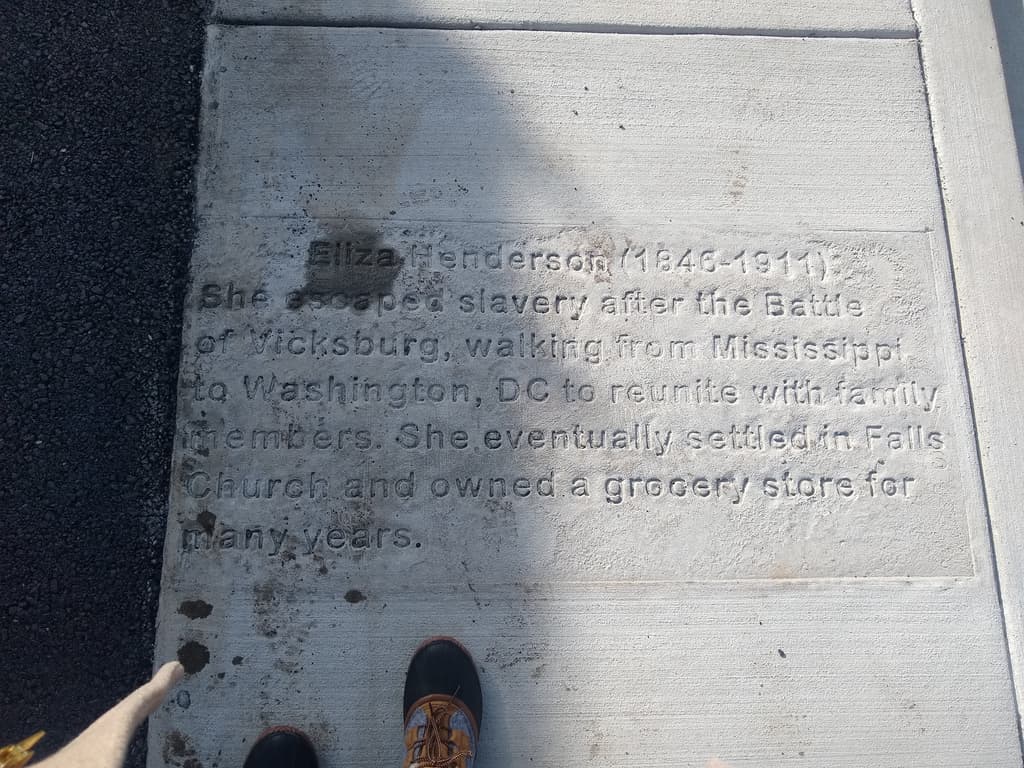 Eliza Henderson (1846-1911):
She escaped slavery after the Battle
of Vicksburg, walking from Mississippi
to Washington, DC to reunite with family
members. She eventually settled in Falls
Church and owned a grocery store for
many years.